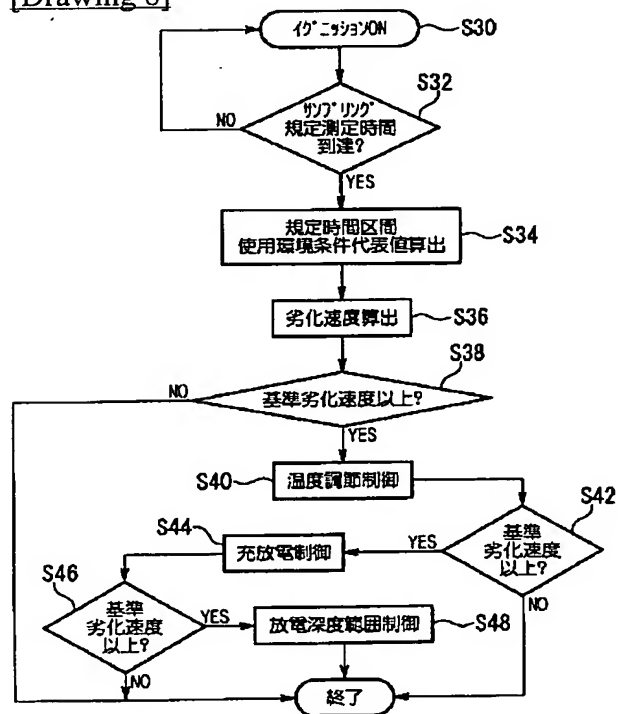 イグニッションON
S30
サンプリング
規定測定時間
到達?
S32
NO
YES
規定時間区間
使用環境条件代表値算出
S34
劣化速度算出
S36
基準劣化速度以上?
S38
NO
YES
S40
温度調節制御
基準
劣化速度
以上?
S42
YES
NO
S44
充放電制御
S46
基準
劣化速度
以上?
YES
NO
放電深度範囲制御
S48
終了